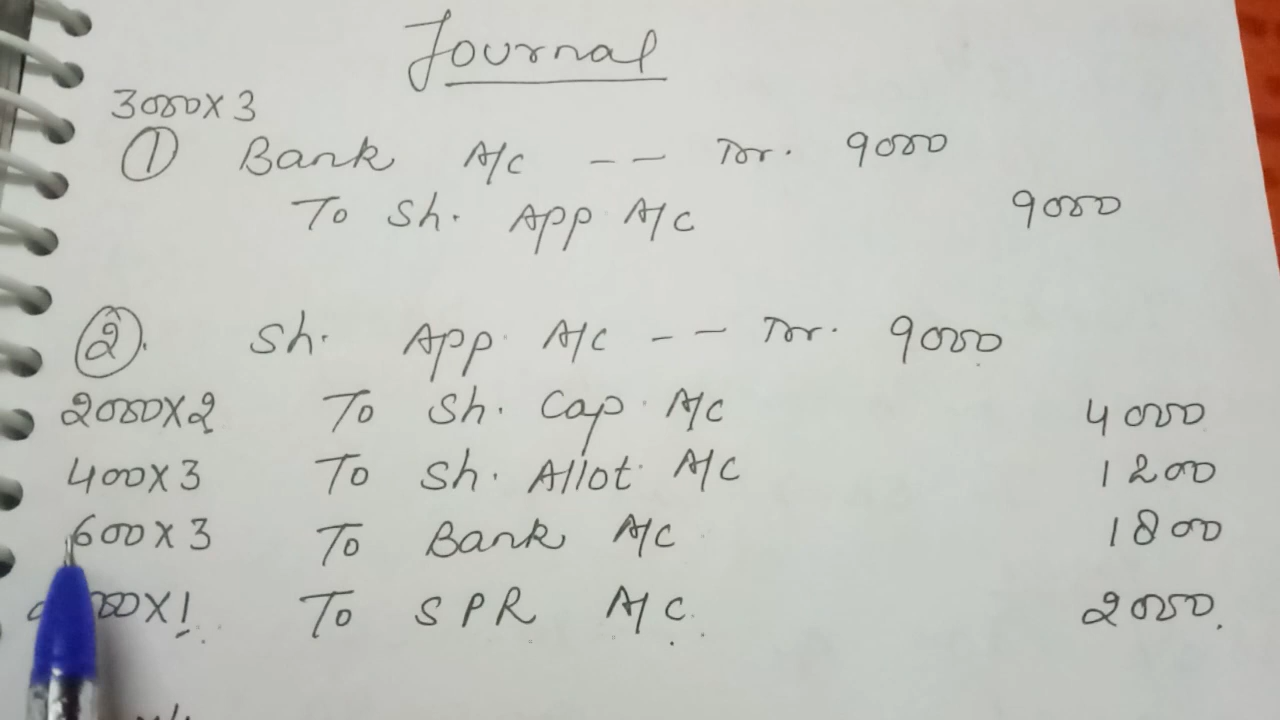 Journal
3000x3
① Bank A/c -- Dr. 9000
To Sh. App A/c 9000
②. Sh. App. A/c -- Dr. 9000
2000x2 To Sh. Cap. A/c 4000
400x3 To Sh. Allot. A/c 1200
600x3 To Bank A/c 1800
To SPR A/c. 2000.